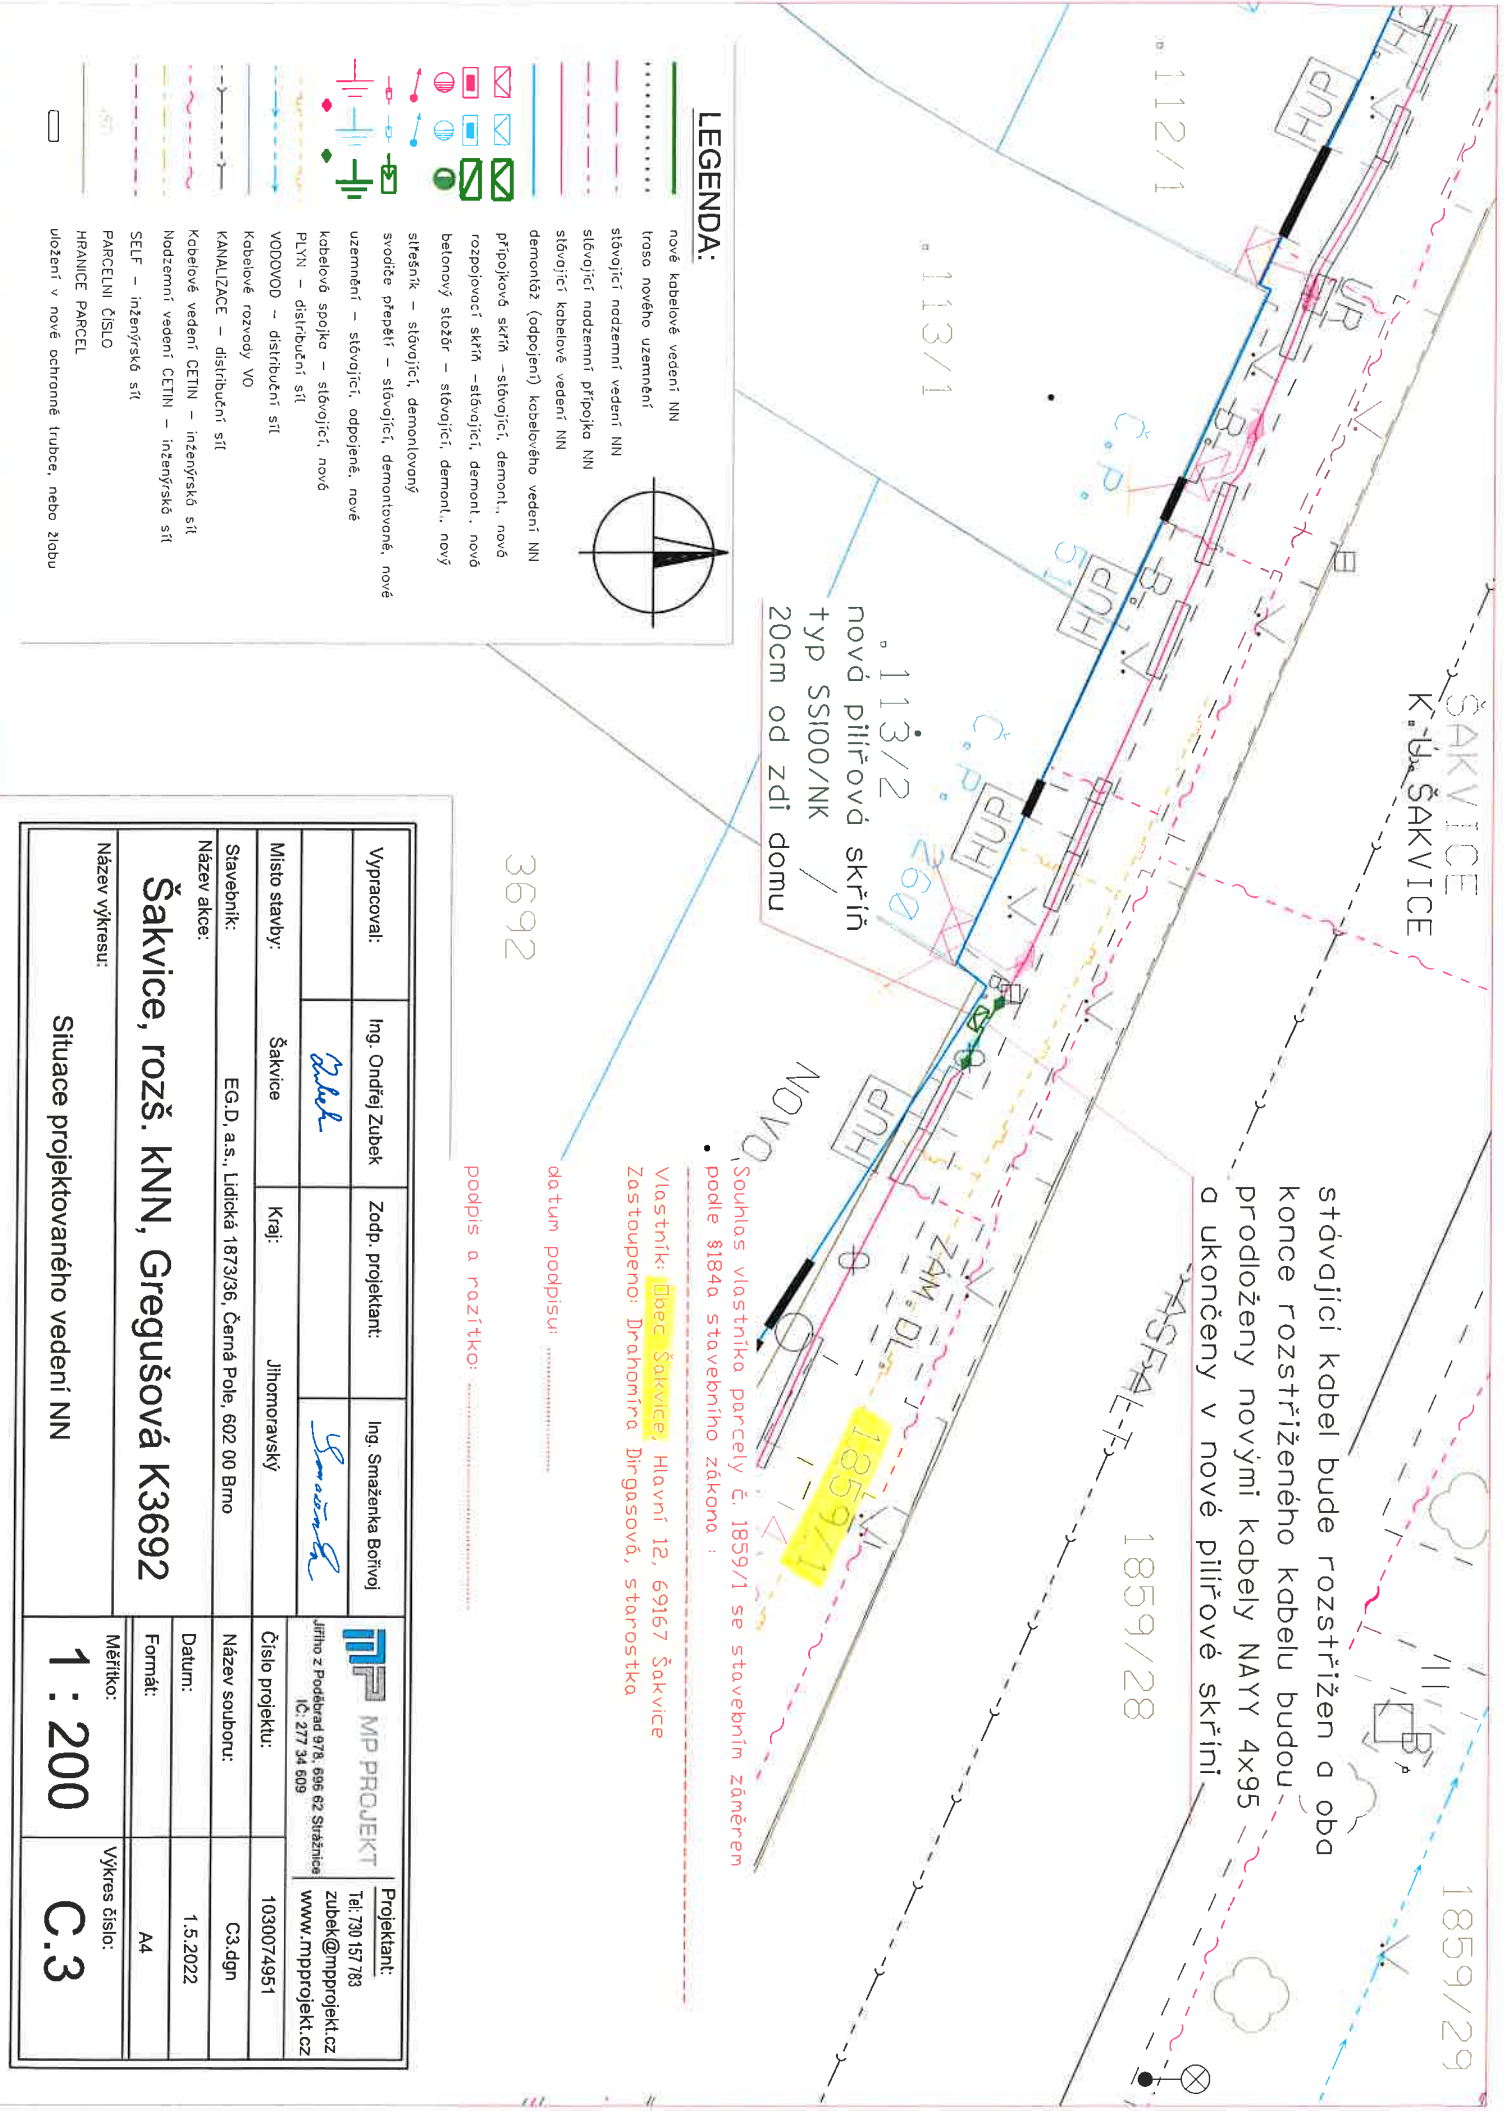 ŠAKVICE
K.Ú. ŠAKVICE
1859/29
1859/28
1859/1
stávající kabel bude rozstřižen a oba
konce rozstřiženého kabelu budou
prodlouženy novými kabely NAYY 4x95
a ukončeny v nové pilířové skříni
ASFALT
ZÁM.DL.
HUP
HUP
HUP
HUP
UR
B.
B.
B.
.112/1
.113/1
.113/2
Č.P. 51
Č.P. 260
NOVO
3692
nová pilířová skříň
typ SS100/NK
20cm od zdi domu
Souhlas vlastníka parcely č. 1859/1 se stavebním záměrem
podle §184a stavebního zákona :
Vlastník: Obec Šakvice, Hlavní 12, 69167 Šakvice
Zastoupeno: Drahomíra Dirgasová, starostka
datum podpisu:
podpis a razítko:
LEGENDA:
nové kabelové vedení NN
trasa nového uzemnění
stávající nadzemní vedení NN
stávající nadzemní přípojka NN
stávající kabelové vedení NN
demontáž (odpojení) kabelového vedení NN
přípojková skříň -stávající, demont., nová
rozpojovací skříň -stávající, demont., nová
betonový stožár - stávající, demont., nový
střešník - stávající, demontovaný
svodiče přepětí - stávající, demontované, nové
uzemnění - stávající, odpojené, nové
kabelová spojka - stávající, nová
PLYN - distribuční síť
VODOVOD - distribuční síť
Kabelové rozvody VO
KANALIZACE - distribuční síť
Kabelové vedení CETIN - inženýrská síť
Nadzemní vedení CETIN - inženýrská síť
SELF - inženýrská síť
PARCELNÍ ČÍSLO
HRANICE PARCEL
uložení v nové ochranné trubce, nebo žlabu
Vypracoval: Ing. Ondřej Zubek Zodp. projektant: Ing. Smaženka Bořivoj
MP PROJEKT
Jiřího z Poděbrad 978, 696 62 Strážnice
IČ: 277 34 609
Projektant:
Tel: 730 157 783
zubek@mpprojekt.cz
www.mpprojekt.cz
Místo stavby: Šakvice Kraj: Jihomoravský
Číslo projektu: 1030074951
Stavebník: EG.D, a.s., Lidická 1873/36, Černá Pole, 602 00 Brno
Název souboru: C3.dgn
Název akce:
Šakvice, rozš. kNN, Gregušová K3692
Datum: 1.5.2022
Formát: A4
Název výkresu:
Situace projektovaného vedení NN
Měřítko:
1 : 200
Výkres číslo:
C.3